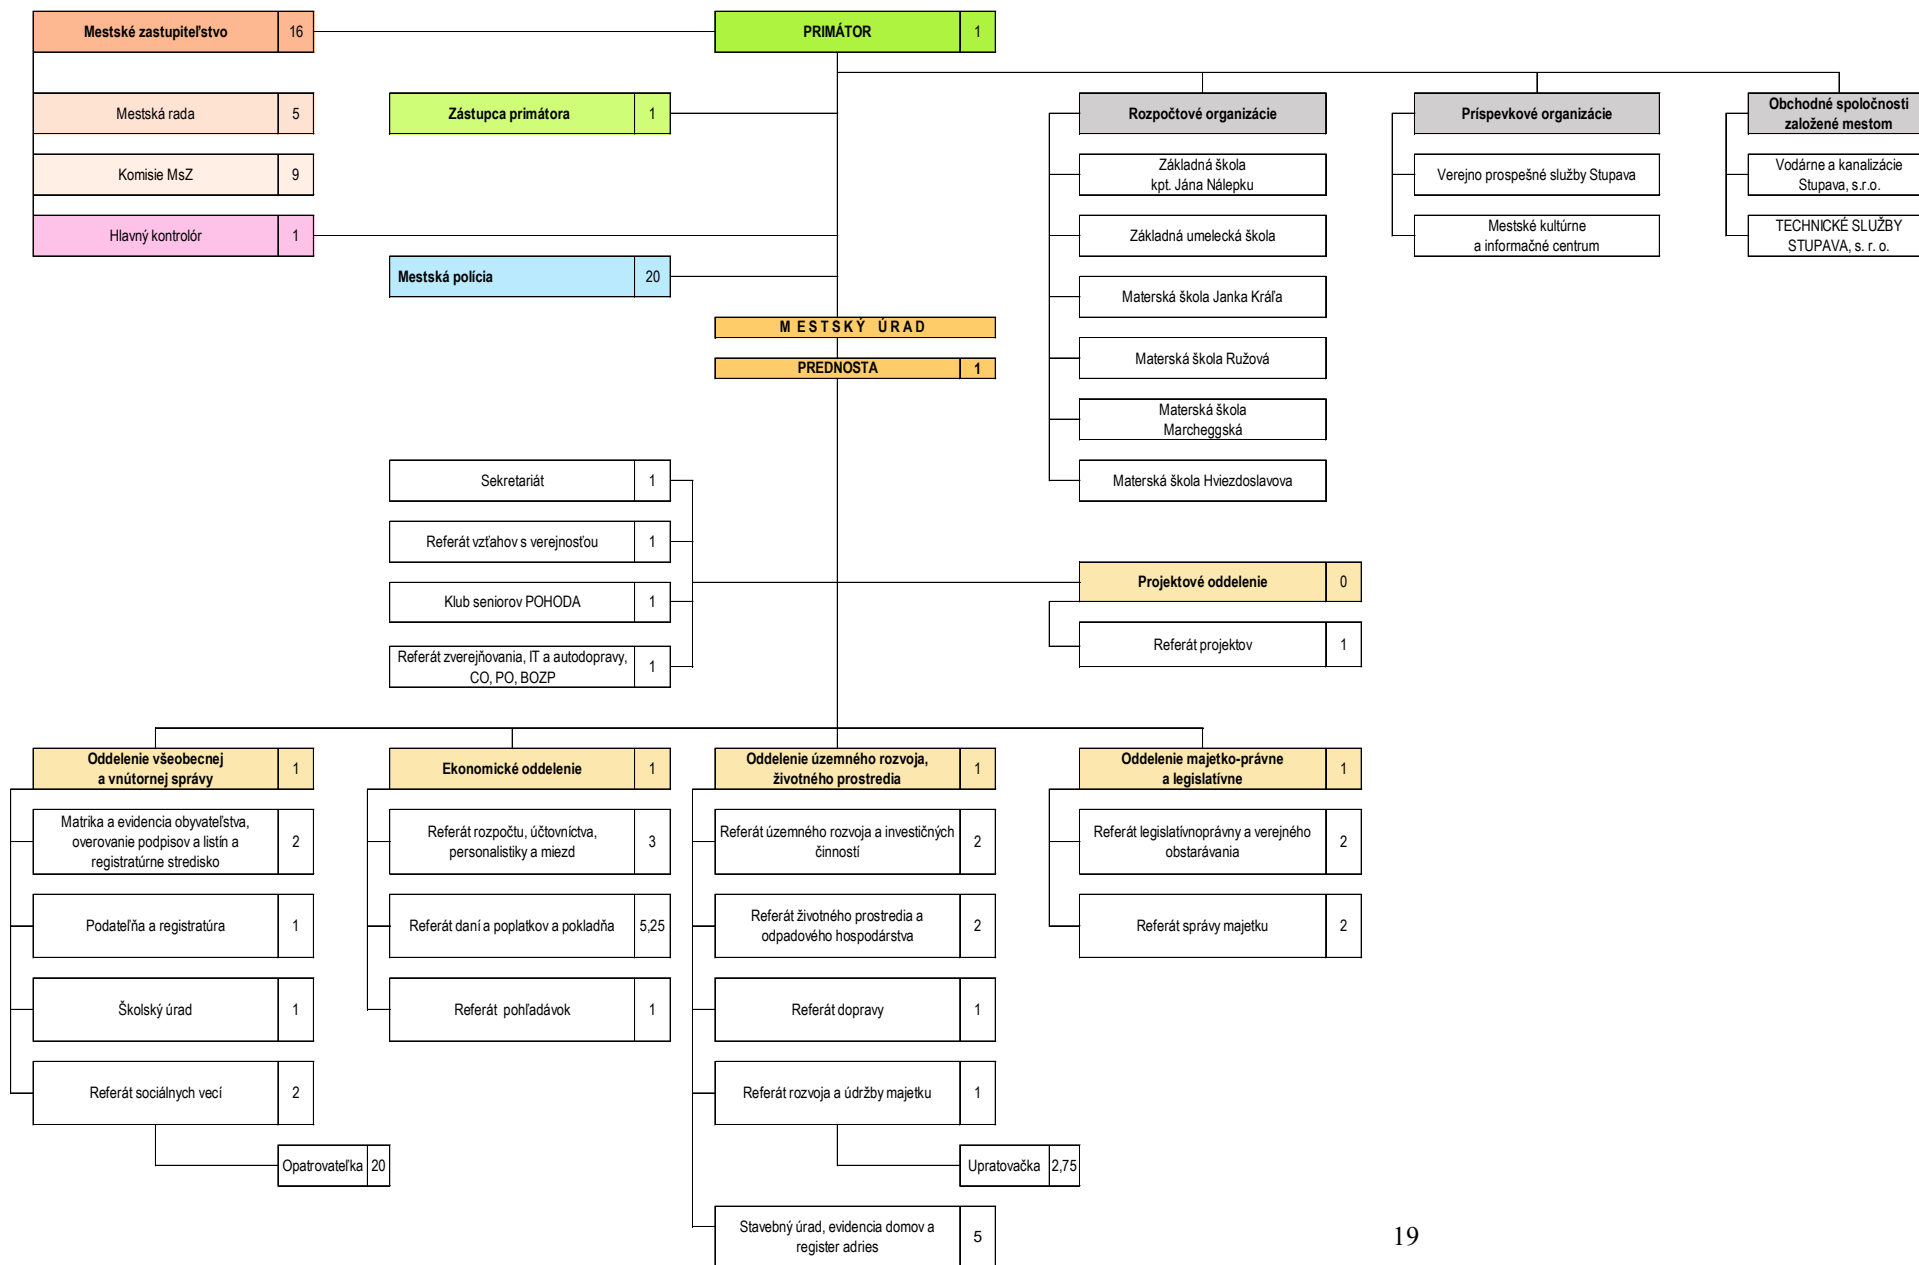 Mestské zastupiteľstvo 16
PRIMÁTOR 1
Mestská rada 5
Zástupca primátora 1
Rozpočtové organizácie
Príspevkové organizácie
Obchodné spoločnosti
založené mestom
Komisie MsZ 9
Základná škola
kpt. Jána Nálepku
Verejno prospešné služby Stupava
Vodárne a kanalizácie
Stupava, s.r.o.
Hlavný kontrolór 1
Základná umelecká škola
Mestské kultúrne
a informačné centrum
TECHNICKÉ SLUŽBY
STUPAVA, s. r. o.
Mestská polícia 20
Materská škola Janka Kráľa
MESTSKÝ ÚRAD
Materská škola Ružová
PREDNOSTA 1
Materská škola
Marcheggská
Sekretariát 1
Materská škola Hviezdoslavova
Referát vzťahov s verejnosťou 1
Projektové oddelenie 0
Klub seniorov POHODA 1
Referát projektov 1
Referát zverejňovania, IT a autodopravy,
CO, PO, BOZP 1
Oddelenie všeobecnej
a vnútornej správy 1
Ekonomické oddelenie 1
Oddelenie územného rozvoja,
životného prostredia 1
Oddelenie majetko-právne
a legislatívne 1
Matrika a evidencia obyvateľstva,
overovanie podpisov a listín a
registratúrne stredisko 2
Referát rozpočtu, účtovníctva,
personalistiky a miezd 3
Referát územného rozvoja a investičných
činností 2
Referát legislatívnoprávny a verejného
obstarávania 2
Podateľňa a registratúra 1
Referát daní a poplatkov a pokladňa 5,25
Referát životného prostredia a
odpadového hospodárstva 2
Referát správy majetku 2
Školský úrad 1
Referát pohľadávok 1
Referát dopravy 1
Referát sociálnych vecí 2
Referát rozvoja a údržby majetku 1
Opatrovateľka 20
Upratovačka 2,75
Stavebný úrad, evidencia domov a
register adries 5
19